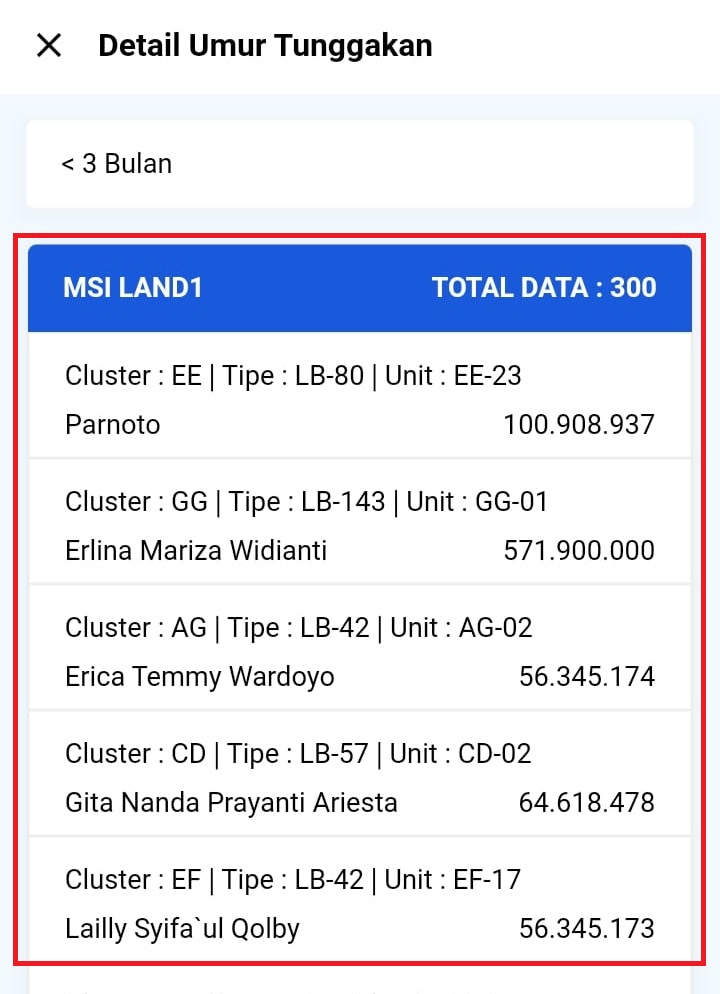 Detail Umur Tunggakan
< 3 Bulan
MSI LAND1 TOTAL DATA : 300
Cluster : EE | Tipe : LB-80 | Unit : EE-23
Parnoto 100.908.937
Cluster : GG | Tipe : LB-143 | Unit : GG-01
Erlina Mariza Widianti 571.900.000
Cluster : AG | Tipe : LB-42 | Unit : AG-02
Erica Temmy Wardoyo 56.345.174
Cluster : CD | Tipe : LB-57 | Unit : CD-02
Gita Nanda Prayanti Ariesta 64.618.478
Cluster : EF | Tipe : LB-42 | Unit : EF-17
Lailly Syifa`ul Qolby 56.345.173